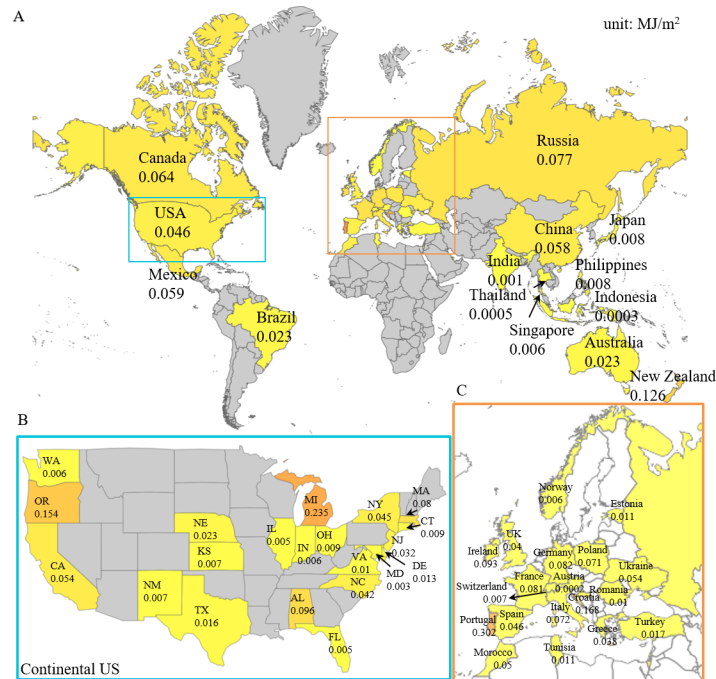 A
unit: MJ/m²
Canada
0.064
USA
0.046
Mexico
0.059
Brazil
0.023
Russia
0.077
China
0.058
Japan
0.008
India
0.001
Philippines
0.008
Thailand
0.0005
Indonesia
0.0003
Singapore
0.006
Australia
0.023
New Zealand
0.126
B
WA
0.006
OR
0.154
CA
0.054
NE
0.023
KS
0.007
NM
0.007
TX
0.016
IL
0.005
IN
0.006
MI
0.235
OH
0.009
AL
0.096
FL
0.005
NY
0.045
MA
0.08
CT
0.009
NJ
0.032
DE
0.013
MD
0.003
VA
0.01
NC
0.042
Continental US
C
Norway
0.006
Estonia
0.011
UK
0.04
Ireland
0.093
Germany
0.082
Poland
0.071
Ukraine
0.054
Switzerland
0.007
France
0.081
Austria
0.0002
Croatia
0.168
Romania
0.01
Portugal
0.302
Spain
0.046
Italy
0.072
Greece
0.038
Turkey
0.017
Morocco
0.05
Tunisia
0.011